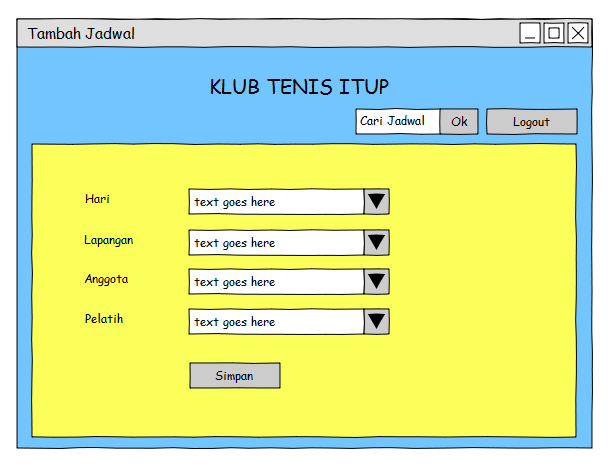 Tambah Jadwal
KLUB TENIS ITUP
Cari Jadwal Ok Logout
Hari text goes here
Lapangan text goes here
Anggota text goes here
Pelatih text goes here
Simpan